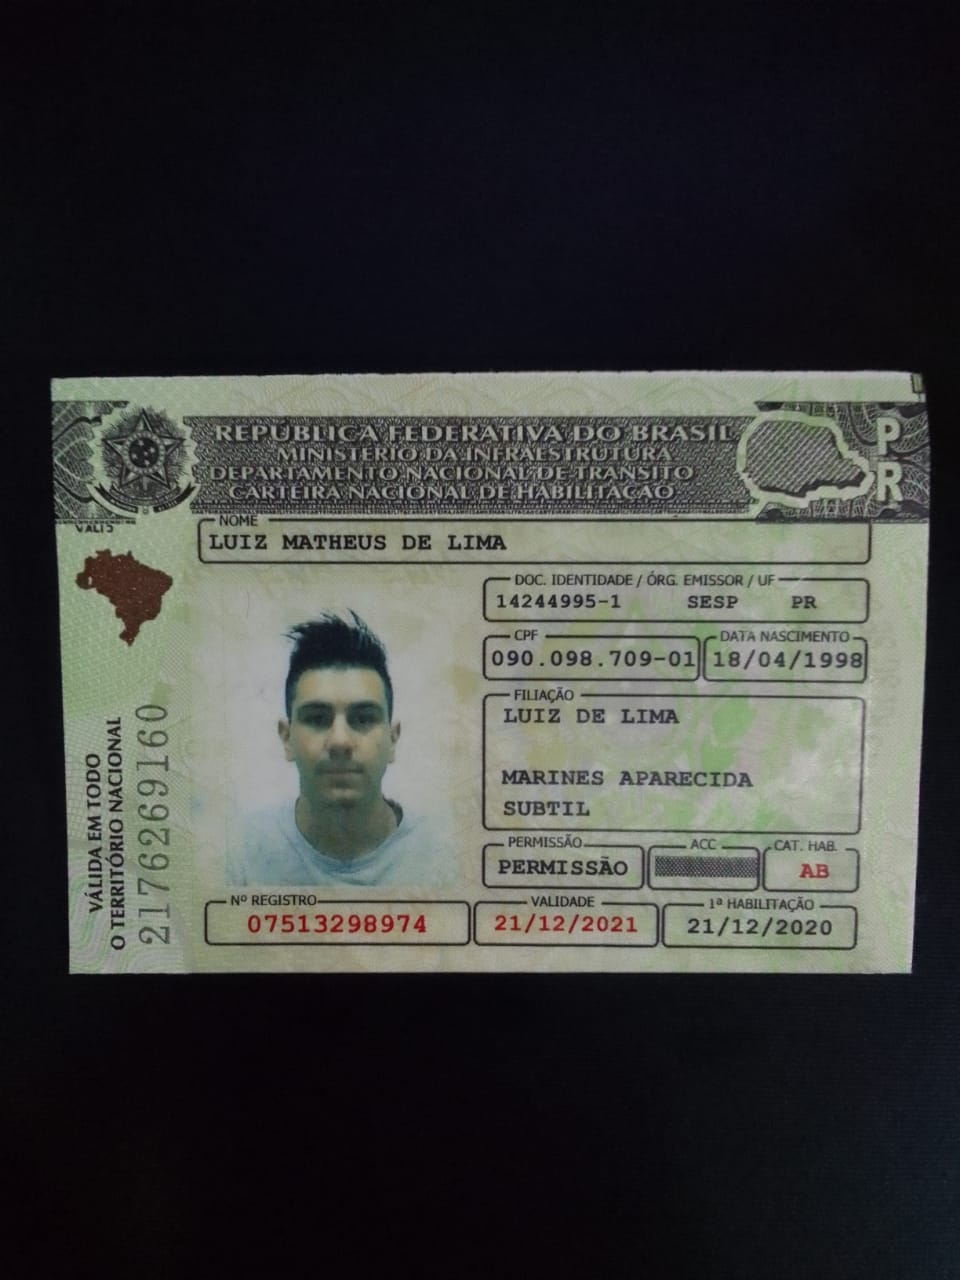 REPÚBLICA FEDERATIVA DO BRASIL
MINISTÉRIO DA INFRAESTRUTURA
DEPARTAMENTO NACIONAL DE TRÂNSITO
CARTEIRA NACIONAL DE HABILITAÇÃO
PR
NOME
LUIZ MATHEUS DE LIMA
DOC. IDENTIDADE / ÓRG. EMISSOR / UF
14244995-1 SESP PR
CPF DATA NASCIMENTO
090.098.709-01 18/04/1998
FILIAÇÃO
LUIZ DE LIMA
MARINES APARECIDA
SUBTIL
PERMISSÃO ACC CAT. HAB.
PERMISSÃO AB
Nº REGISTRO VALIDADE 1ª HABILITAÇÃO
07513298974 21/12/2021 21/12/2020
VÁLIDA EM TODO
O TERRITÓRIO NACIONAL
2176269160